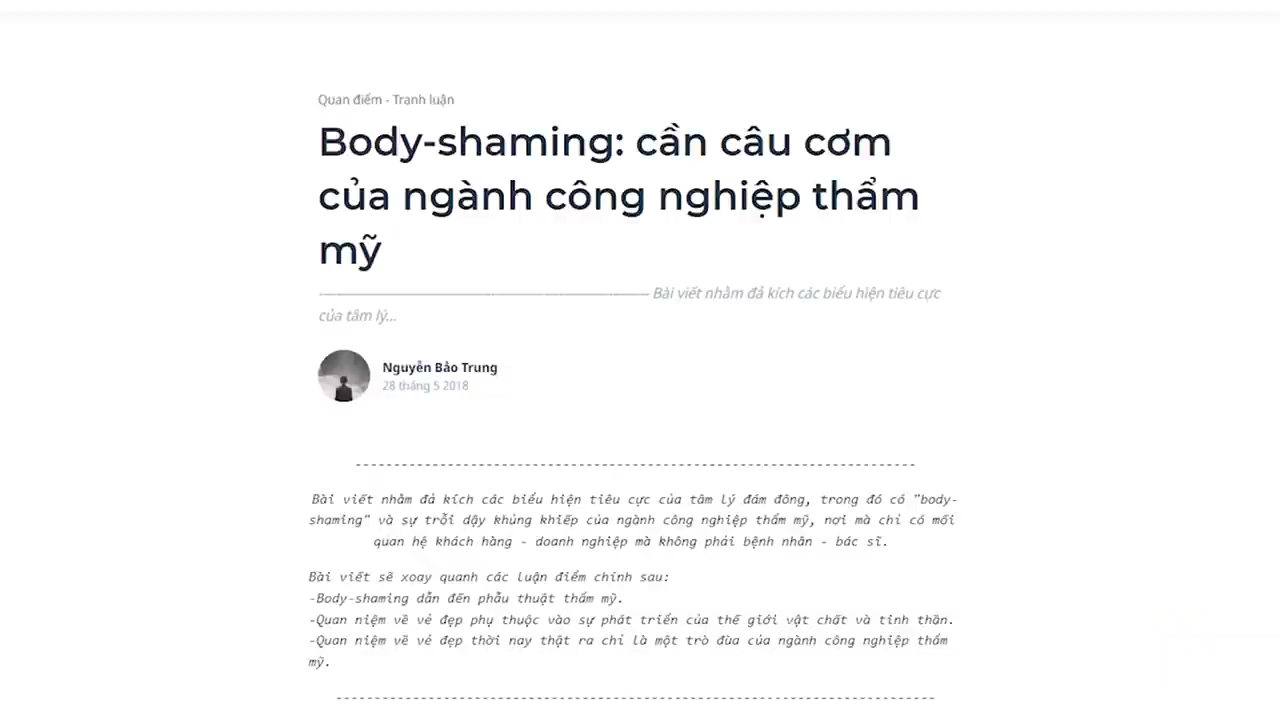 Quan điểm - Tranh luận
Body-shaming: cần câu cơm
của ngành công nghiệp thẩm
mỹ
---------------------------------------------------------------------- Bài viết nhằm đả kích các biểu hiện tiêu cực
của tâm lý...
Nguyễn Bảo Trung
28 tháng 5 2018
----------------------------------------------------------------------
Bài viết nhằm đả kích các biểu hiện tiêu cực của tâm lý đám đông, trong đó có "body-
shaming" và sự trỗi dậy khủng khiếp của ngành công nghiệp thẩm mỹ, nơi mà chỉ có mối
quan hệ khách hàng - doanh nghiệp mà không phải bệnh nhân - bác sĩ.
Bài viết sẽ xoay quanh các luận điểm chính sau:
-Body-shaming dẫn đến phẫu thuật thẩm mỹ.
-Quan niệm về vẻ đẹp phụ thuộc vào sự phát triển của thế giới vật chất và tinh thần.
-Quan niệm về vẻ đẹp thời nay thật ra chỉ là một trò đùa của ngành công nghiệp thẩm
mỹ.
---------------------------------------------------------------------------